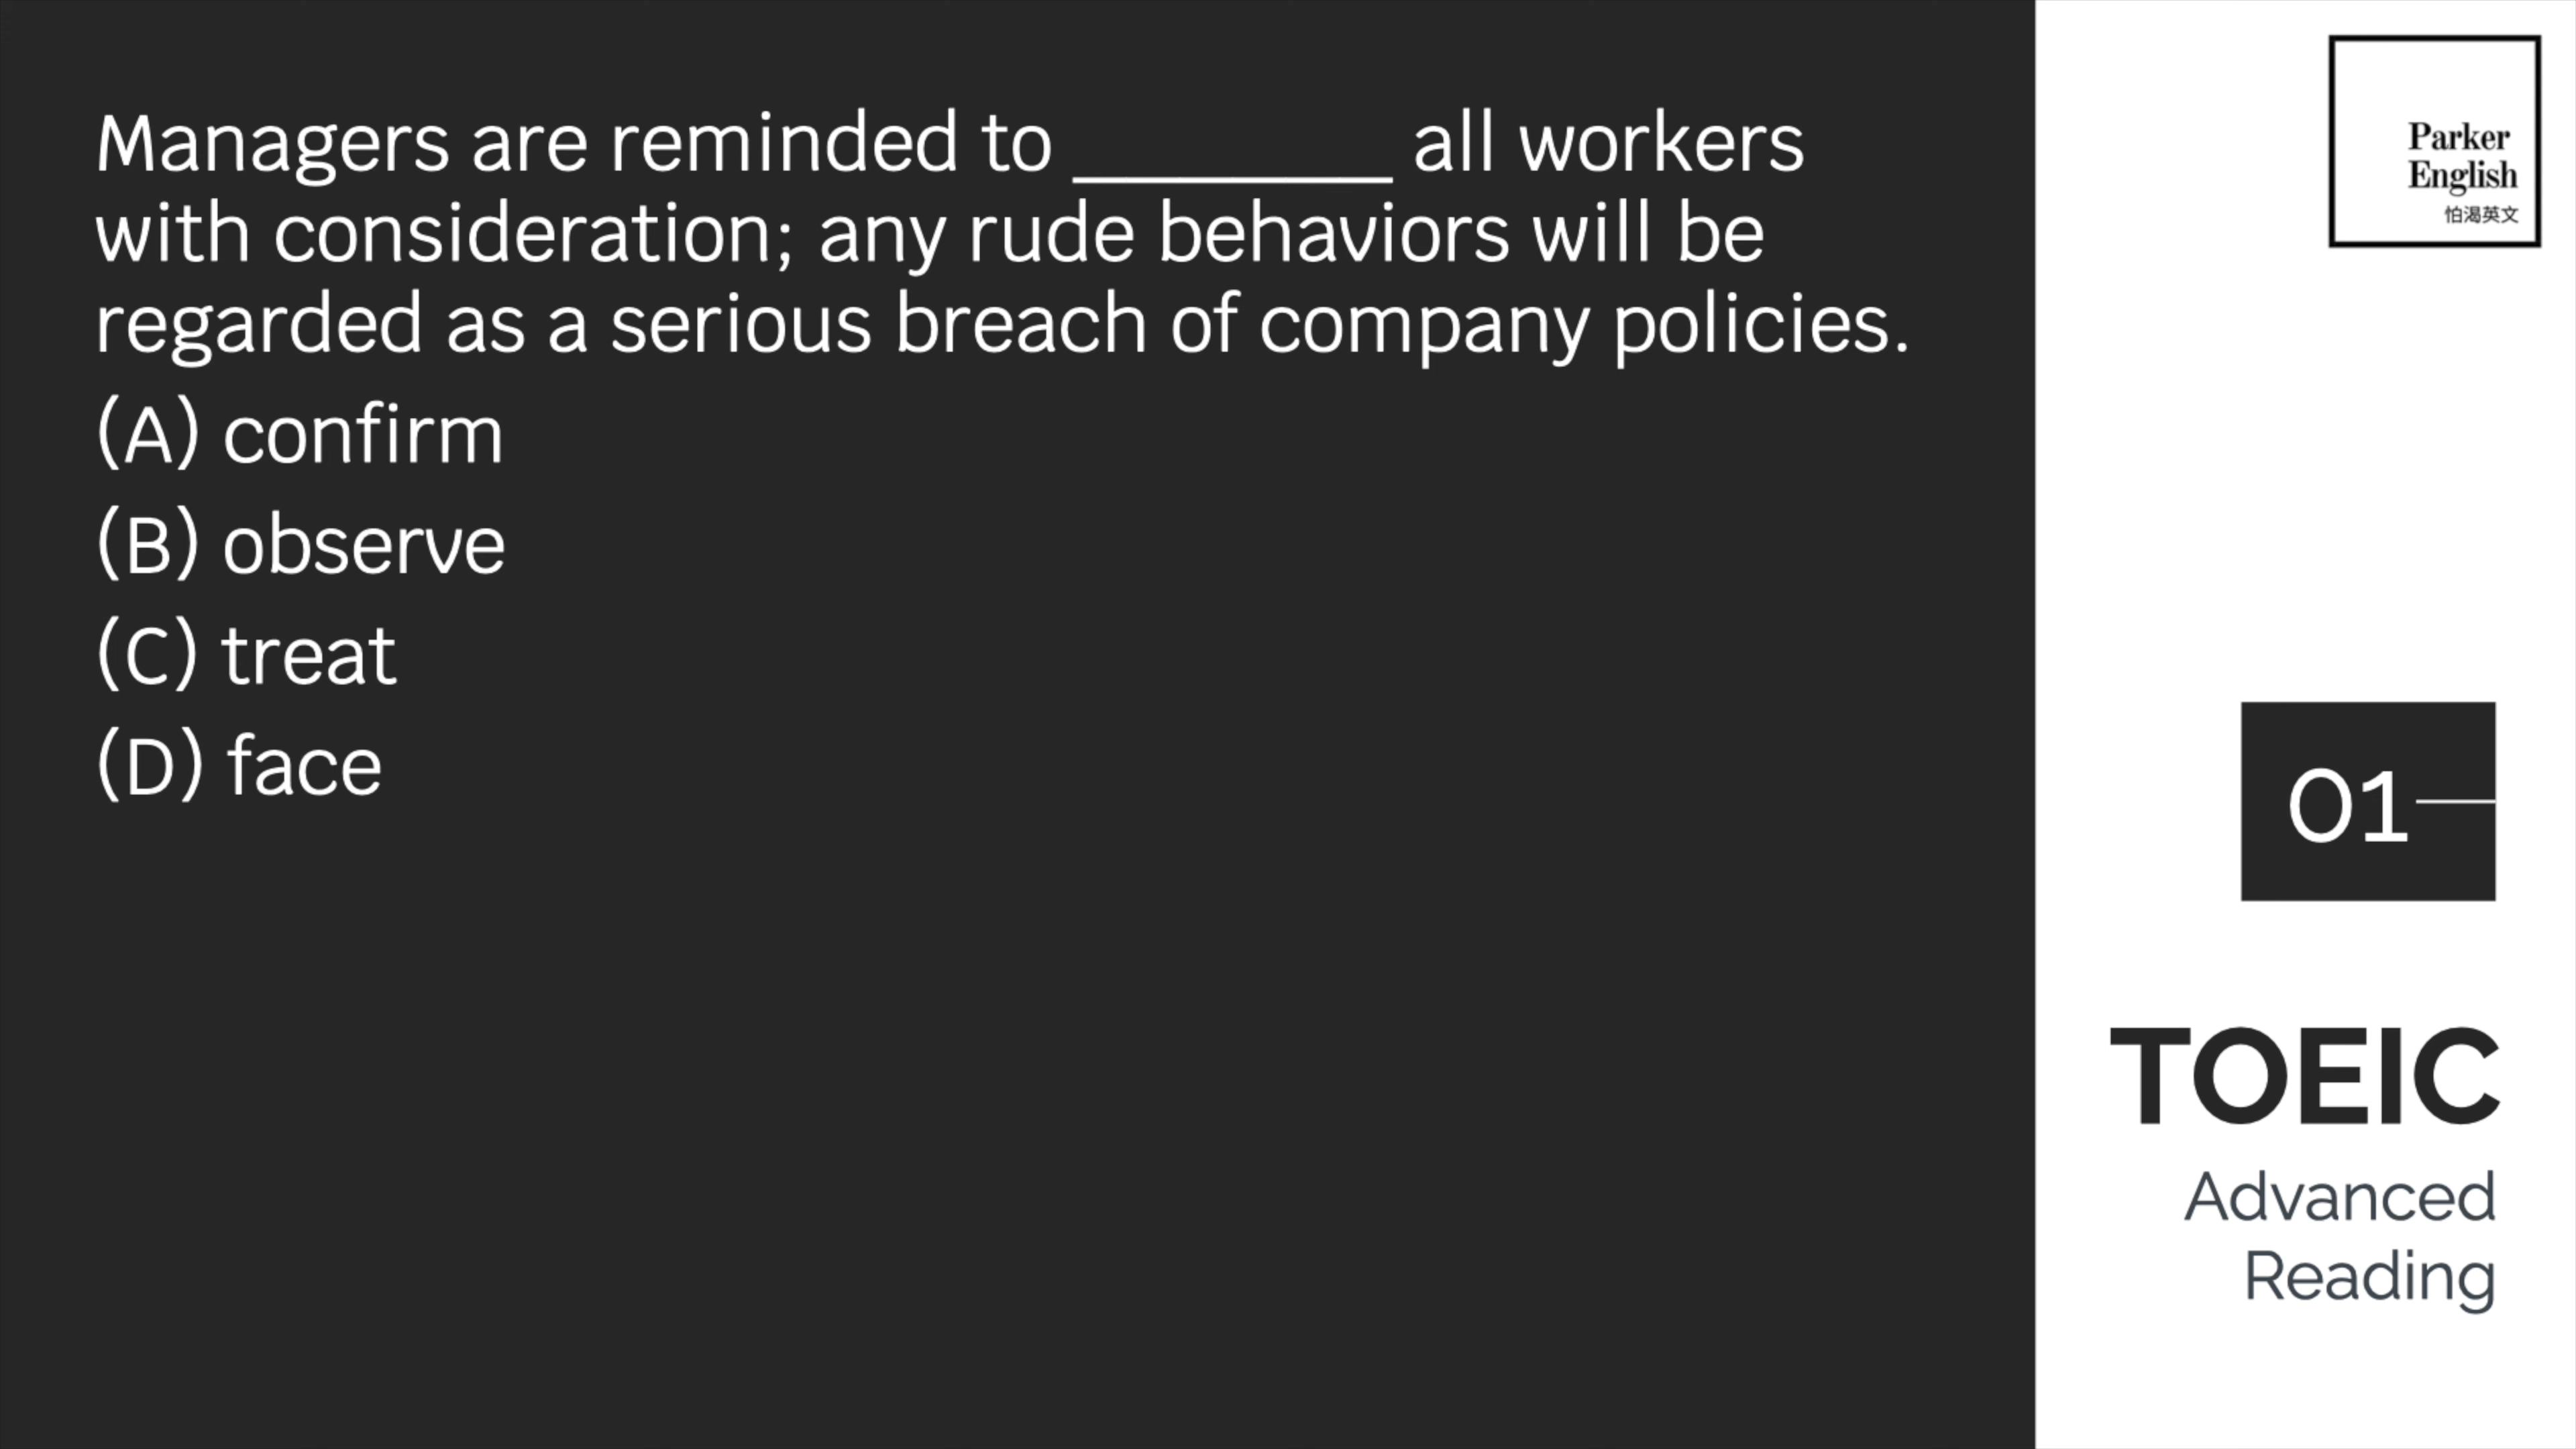 Managers are reminded to __________ all workers
with consideration; any rude behaviors will be
regarded as a serious breach of company policies.
(A) confirm
(B) observe
(C) treat
(D) face
Parker
English
怕渴英文
01
TOEIC
Advanced
Reading